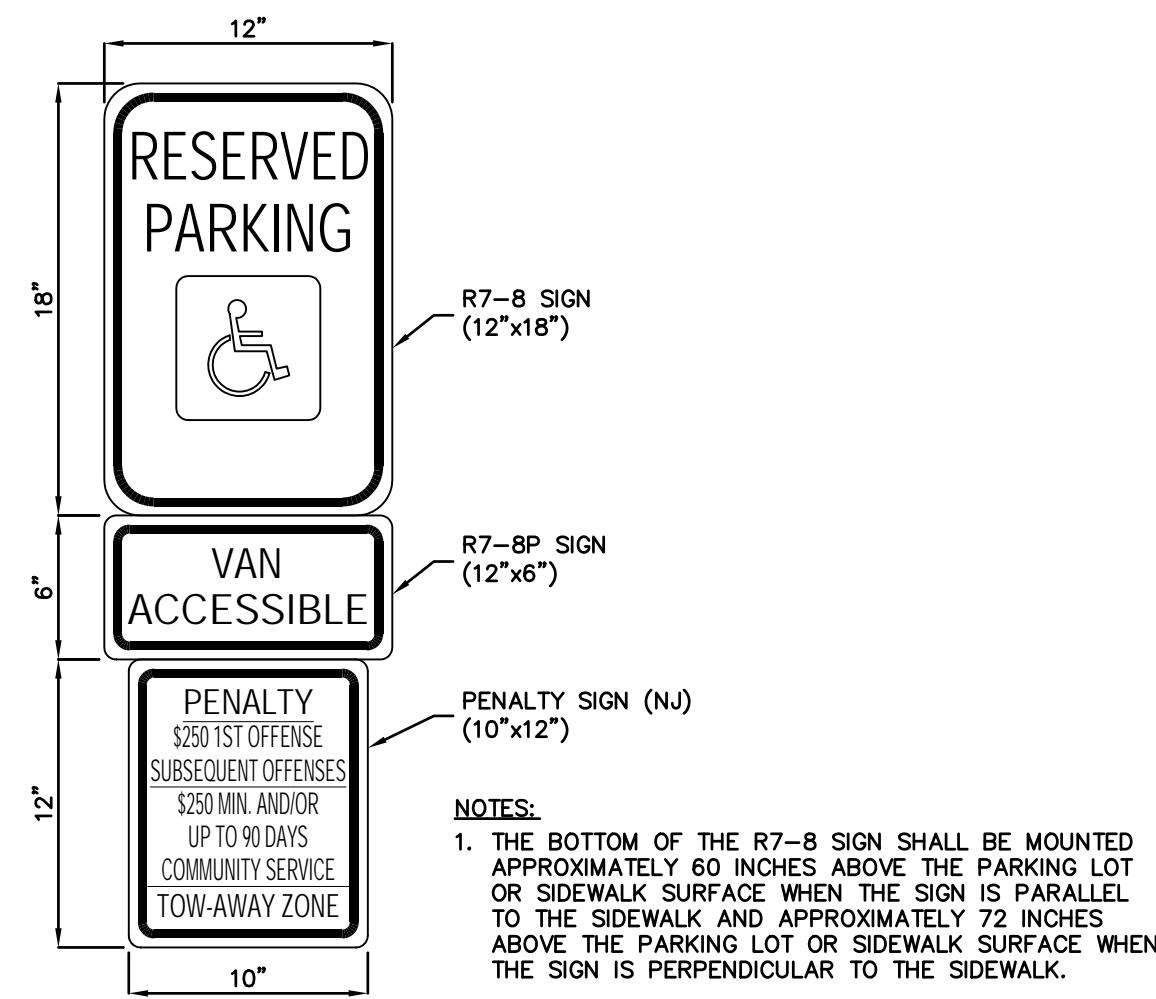 12"
18"
RESERVED
PARKING
R7-8 SIGN
(12"x18")
6"
VAN
ACCESSIBLE
R7-8P SIGN
(12"x6")
12"
PENALTY
$250 1ST OFFENSE
SUBSEQUENT OFFENSES
$250 MIN. AND/OR
UP TO 90 DAYS
COMMUNITY SERVICE
TOW-AWAY ZONE
PENALTY SIGN (NJ)
(10"x12")
10"
NOTES:
1. THE BOTTOM OF THE R7-8 SIGN SHALL BE MOUNTED
APPROXIMATELY 60 INCHES ABOVE THE PARKING LOT
OR SIDEWALK SURFACE WHEN THE SIGN IS PARALLEL
TO THE SIDEWALK AND APPROXIMATELY 72 INCHES
ABOVE THE PARKING LOT OR SIDEWALK SURFACE WHEN
THE SIGN IS PERPENDICULAR TO THE SIDEWALK.